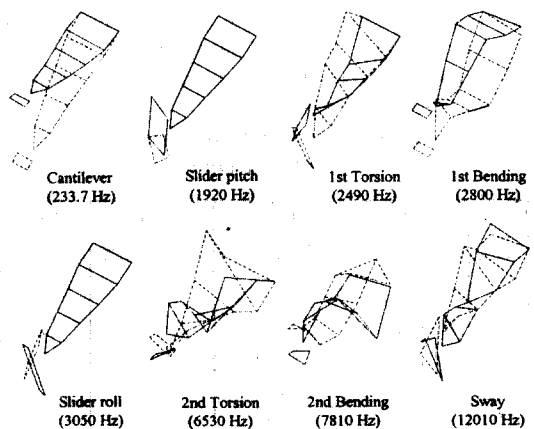 Cantilever
(233.7 Hz)
Slider pitch
(1920 Hz)
1st Torsion
(2490 Hz)
1st Bending
(2800 Hz)
Slider roll
(3050 Hz)
2nd Torsion
(6530 Hz)
2nd Bending
(7810 Hz)
Sway
(12010 Hz)